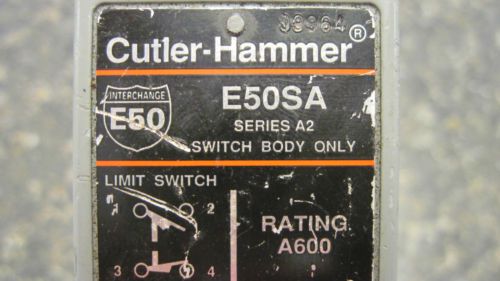 Cutler-Hammer®
INTERCHANGE
E50
E50SA
SERIES A2
SWITCH BODY ONLY
LIMIT SWITCH
1 2
3 4
RATING
A600